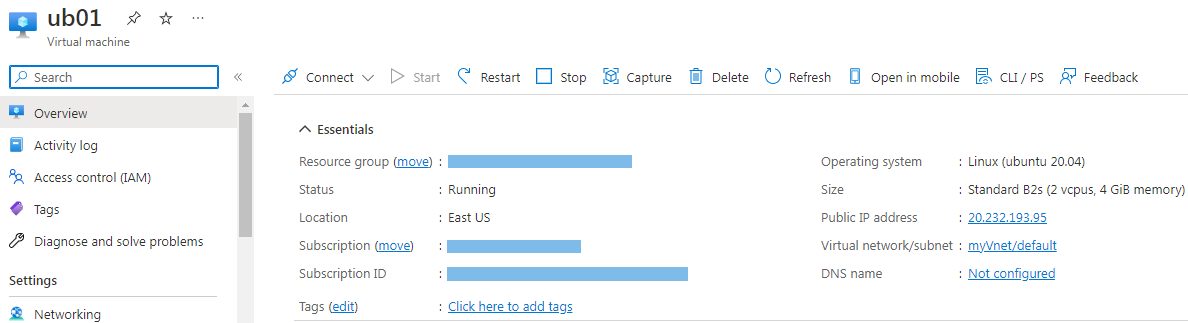 ub01
Virtual machine
Search
Overview
Activity log
Access control (IAM)
Tags
Diagnose and solve problems
Settings
Networking
Connect Start Restart Stop Capture Delete Refresh Open in mobile CLI / PS Feedback
Essentials
Resource group (move) :
Status : Running
Location : East US
Subscription (move) :
Subscription ID :
Tags (edit) : Click here to add tags
Operating system : Linux (ubuntu 20.04)
Size : Standard B2s (2 vcpus, 4 GiB memory)
Public IP address : 20.232.193.95
Virtual network/subnet : myVnet/default
DNS name : Not configured